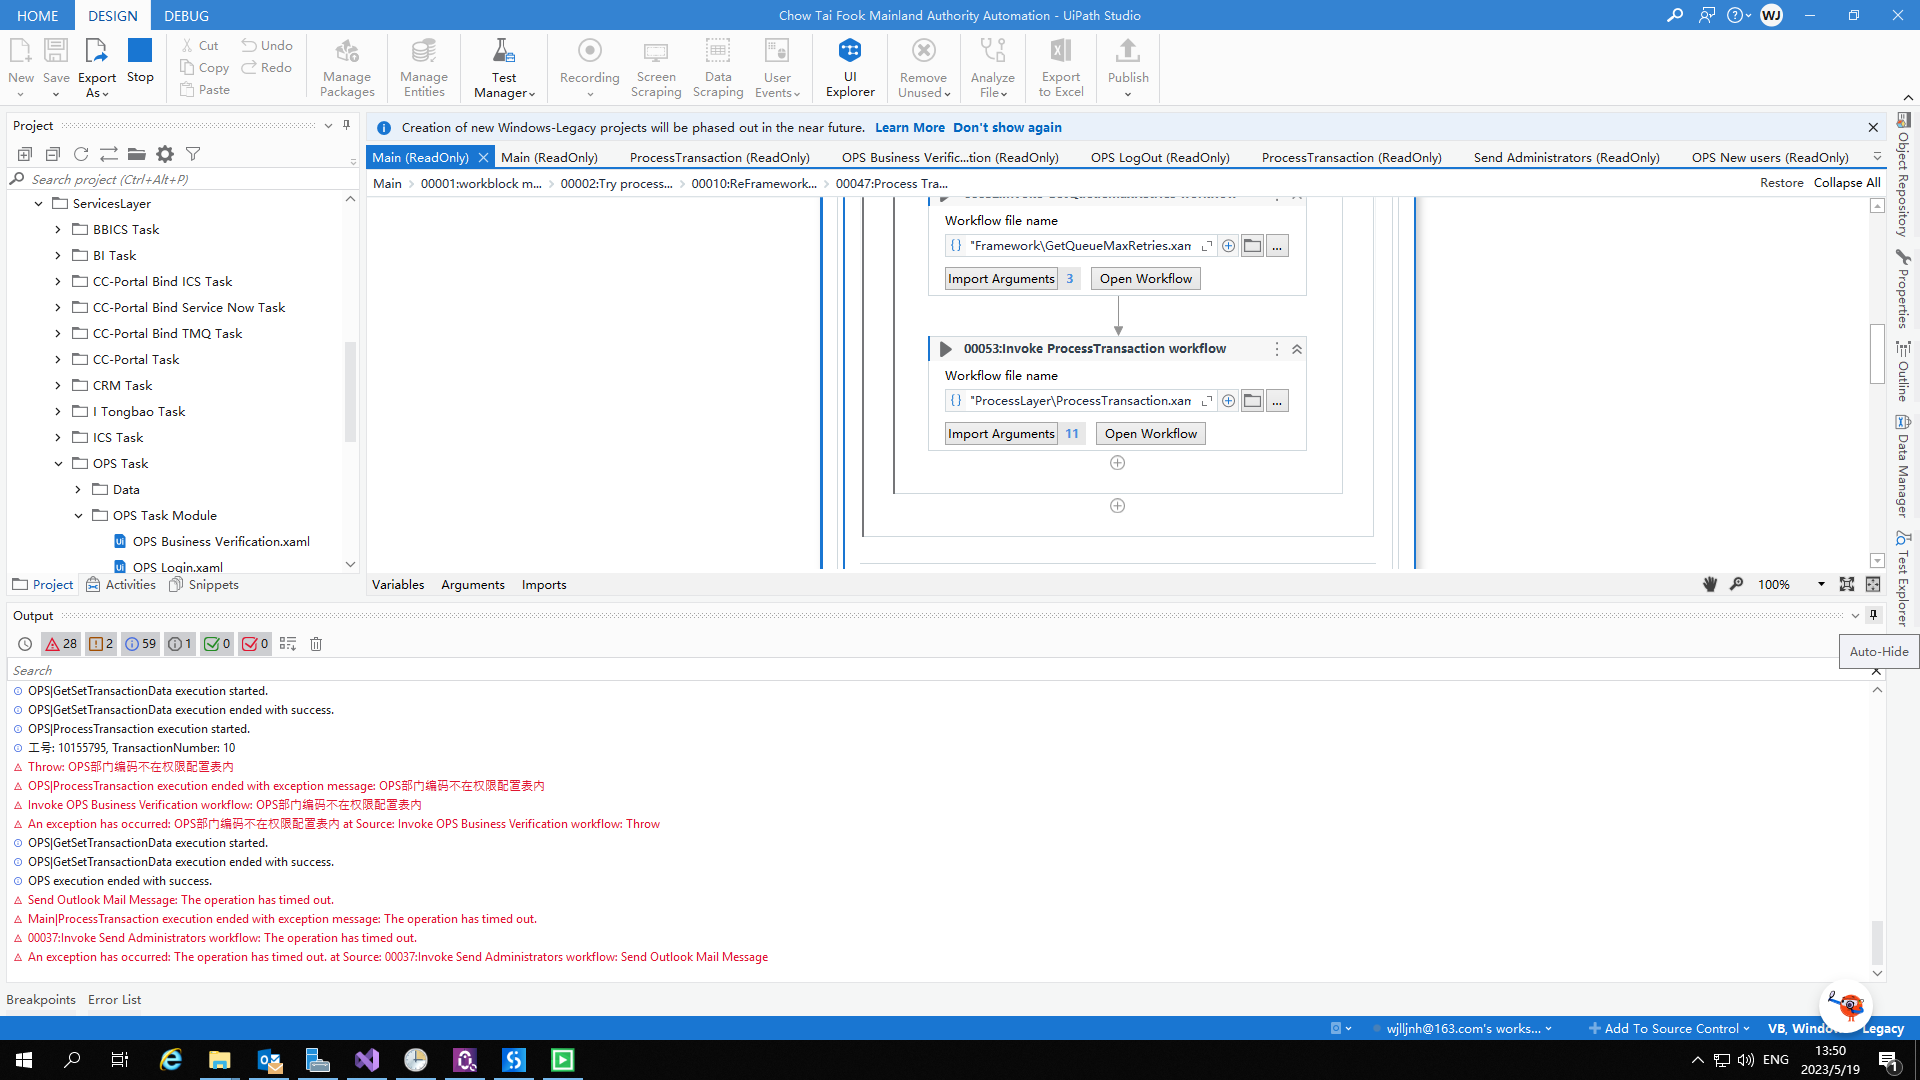 HOME DESIGN DEBUG
Chow Tai Fook Mainland Authority Automation - UiPath Studio
WJ
New Save Export As Stop
Cut Undo
Copy Redo
Paste
Manage Packages
Manage Entities
Test Manager
Recording
Screen Scraping
Data Scraping
User Events
UI Explorer
Remove Unused
Analyze File
Export to Excel
Publish
Project
Search project (Ctrl+Alt+P)
ServicesLayer
BBICS Task
BI Task
CC-Portal Bind ICS Task
CC-Portal Bind Service Now Task
CC-Portal Bind TMQ Task
CC-Portal Task
CRM Task
I Tongbao Task
ICS Task
OPS Task
Data
OPS Task Module
OPS Business Verification.xaml
OPS Login.xaml
Project Activities Snippets
Creation of new Windows-Legacy projects will be phased out in the near future. Learn More Don't show again
Main (ReadOnly) Main (ReadOnly) ProcessTransaction (ReadOnly) OPS Business Verific...tion (ReadOnly) OPS LogOut (ReadOnly) ProcessTransaction (ReadOnly) Send Administrators (ReadOnly) OPS New users (ReadOnly)
Main 00001:workblock m... 00002:Try process... 00010:ReFramework... 00047:Process Tra... Restore Collapse All
Workflow file name
"Framework\GetQueueMaxRetries.xam ...
Import Arguments 3 Open Workflow
00053:Invoke ProcessTransaction workflow
Workflow file name
"ProcessLayer\ProcessTransaction.xam ...
Import Arguments 11 Open Workflow
Variables Arguments Imports 100%
Object Repository
Properties
Outline
Data Manager
Test Explorer
Output
28 2 59 1 0 0
Auto-Hide
Search
OPS|GetSetTransactionData execution started.
OPS|GetSetTransactionData execution ended with success.
OPS|ProcessTransaction execution started.
工号: 10155795, TransactionNumber: 10
Throw: OPS部门编码不在权限配置表内
OPS|ProcessTransaction execution ended with exception message: OPS部门编码不在权限配置表内
Invoke OPS Business Verification workflow: OPS部门编码不在权限配置表内
An exception has occurred: OPS部门编码不在权限配置表内 at Source: Invoke OPS Business Verification workflow: Throw
OPS|GetSetTransactionData execution started.
OPS|GetSetTransactionData execution ended with success.
OPS execution ended with success.
Send Outlook Mail Message: The operation has timed out.
Main|ProcessTransaction execution ended with exception message: The operation has timed out.
00037:Invoke Send Administrators workflow: The operation has timed out.
An exception has occurred: The operation has timed out. at Source: 00037:Invoke Send Administrators workflow: Send Outlook Mail Message
Breakpoints Error List
wjlljnh@163.com's works... Add To Source Control VB, Window Legacy
ENG
13:50
2023/5/19
1